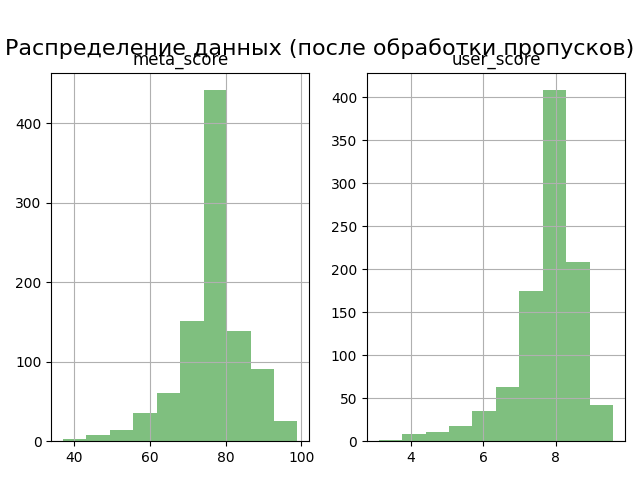 Распределение данных (после обработки пропусков)
meta_score
user_score
400
300
200
100
0
40 60 80 100
400
350
300
250
200
150
100
50
0
4 6 8